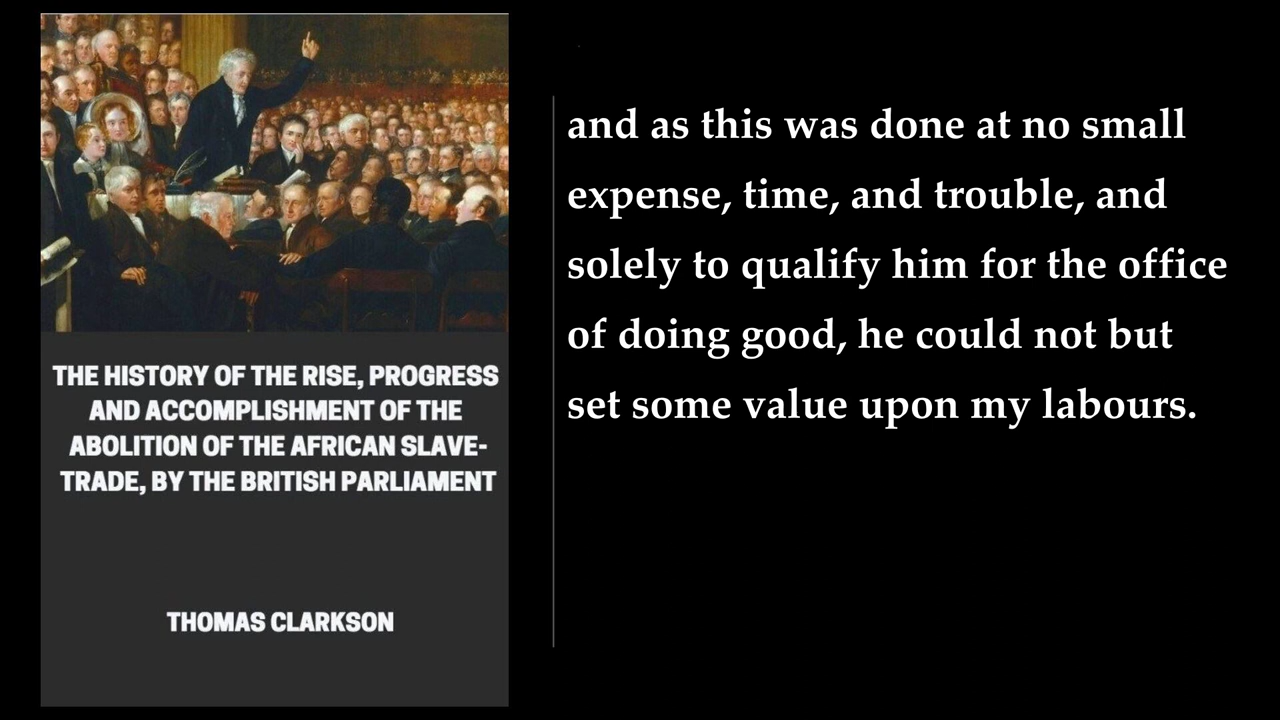 THE HISTORY OF THE RISE, PROGRESS
AND ACCOMPLISHMENT OF THE
ABOLITION OF THE AFRICAN SLAVE-
TRADE, BY THE BRITISH PARLIAMENT
THOMAS CLARKSON
and as this was done at no small
expense, time, and trouble, and
solely to qualify him for the office
of doing good, he could not but
set some value upon my labours.